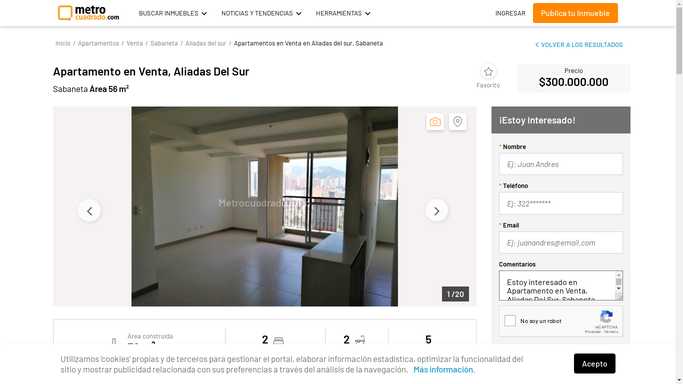 metro
cuadrado.com
BUSCAR INMUEBLES
NOTICIAS Y TENDENCIAS
HERRAMIENTAS
INGRESAR
Publica tu Inmueble
Inicio / Apartamentos / Venta / Sabaneta / Aliadas del sur / Apartamentos en Venta en Aliadas del sur, Sabaneta
VOLVER A LOS RESULTADOS
Apartamento en Venta, Aliadas Del Sur
Sabaneta Área 56 m²
Favorito
Precio
$300.000.000
Metrocuadrado
1 / 20
¡Estoy Interesado!
* Nombre
Ej: Juan Andres
* Teléfono
Ej: 322*******
* Email
Ej: juanandres@email.com
Comentarios
Estoy interesado en
Apartamento en Venta,
Aliadas Del Sur, Sabaneta
No soy un robot
reCAPTCHA
Privacidad - Términos
Área construida
2
2
5
Utilizamos 'cookies' propias y de terceros para gestionar el portal, elaborar información estadística, optimizar la funcionalidad del
sitio y mostrar publicidad relacionada con sus preferencias a través del análisis de la navegación. Más información.
Acepto